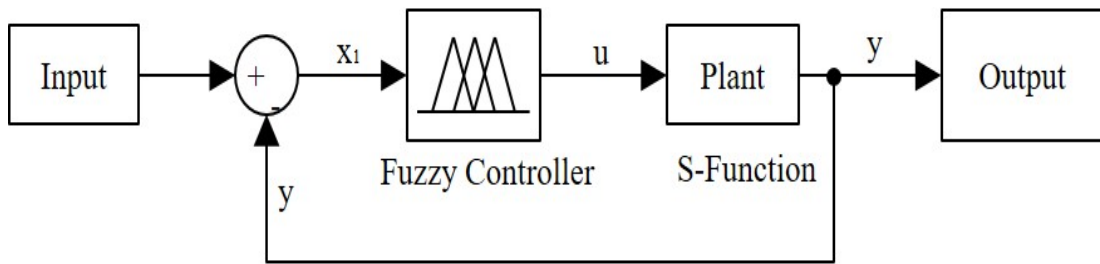 Input
+
-
x1
Fuzzy Controller
u
Plant
S-Function
y
Output
y